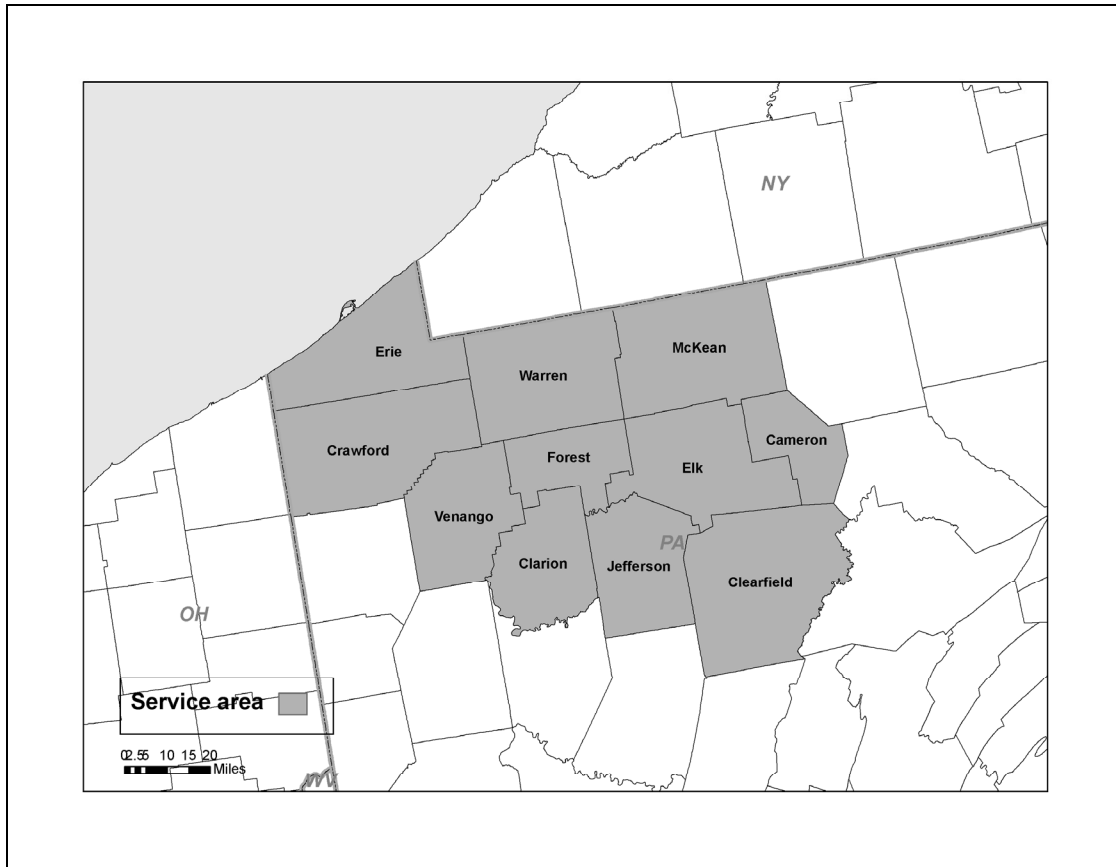 NY
Erie
McKean
Warren
Cameron
Crawford
Forest
Elk
Venango
PA
Clarion
Jefferson
Clearfield
OH
Service area
0 2.5 5 10 15 20
Miles